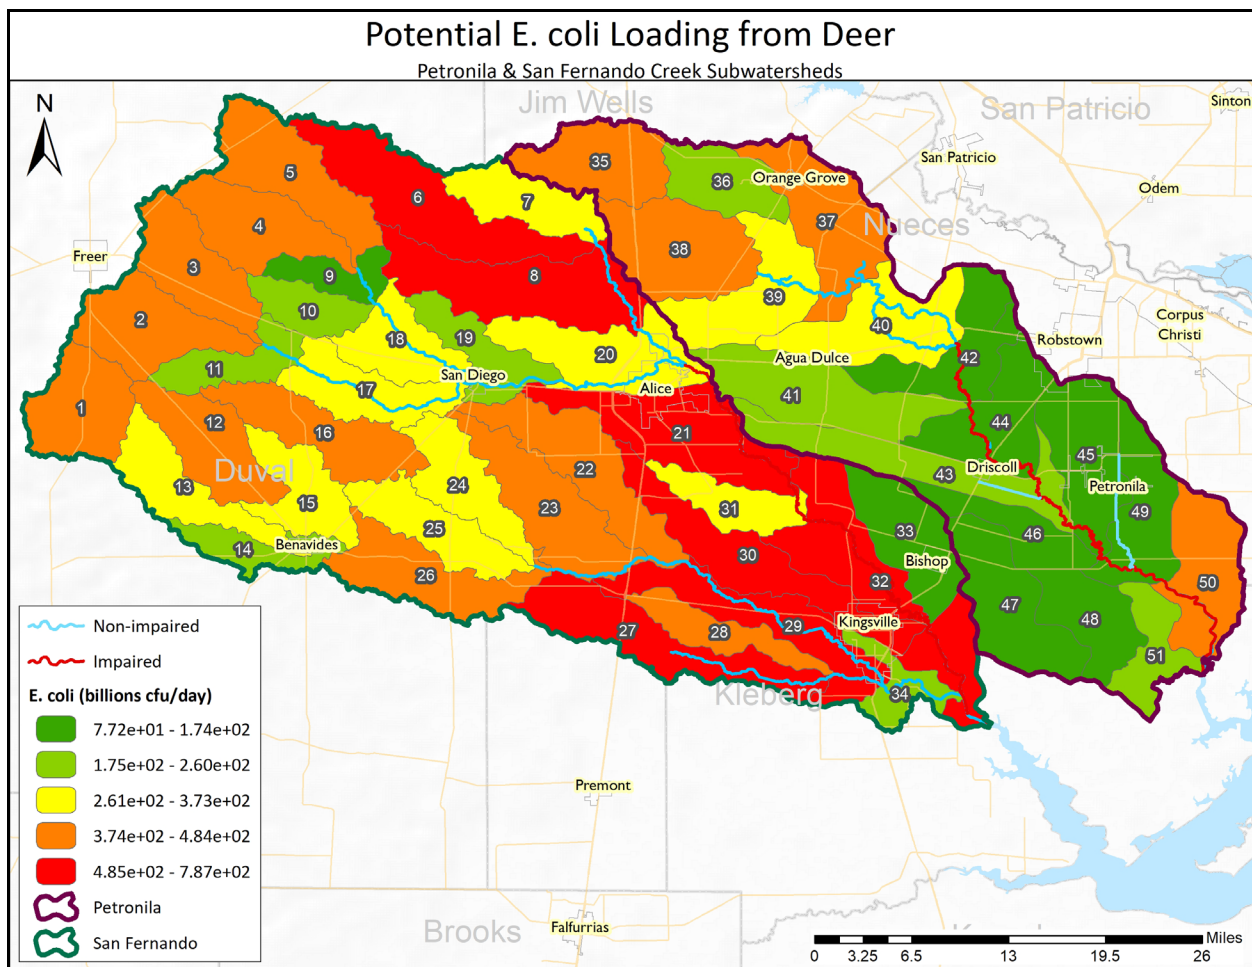 Potential E. coli Loading from Deer
Petronila & San Fernando Creek Subwatersheds
N
Jim Wells
San Patricio
Sinton
San Patricio
Odem
Orange Grove
Nueces
Freer
Corpus
Christi
Robstown
Agua Dulce
San Diego
Alice
Duval
Driscoll
Petronila
Benavides
Bishop
Kingsville
Kleberg
Premont
Brooks
Falfurrias
1
2
3
4
5
6
7
8
9
10
11
12
13
14
15
16
17
18
19
20
21
22
23
24
25
26
27
28
29
30
31
32
33
34
35
36
37
38
39
40
41
42
43
44
45
46
47
48
49
50
51
Non-impaired
Impaired
E. coli (billions cfu/day)
7.72e+01 - 1.74e+02
1.75e+02 - 2.60e+02
2.61e+02 - 3.73e+02
3.74e+02 - 4.84e+02
4.85e+02 - 7.87e+02
Petronila
San Fernando
Miles
0 3.25 6.5 13 19.5 26